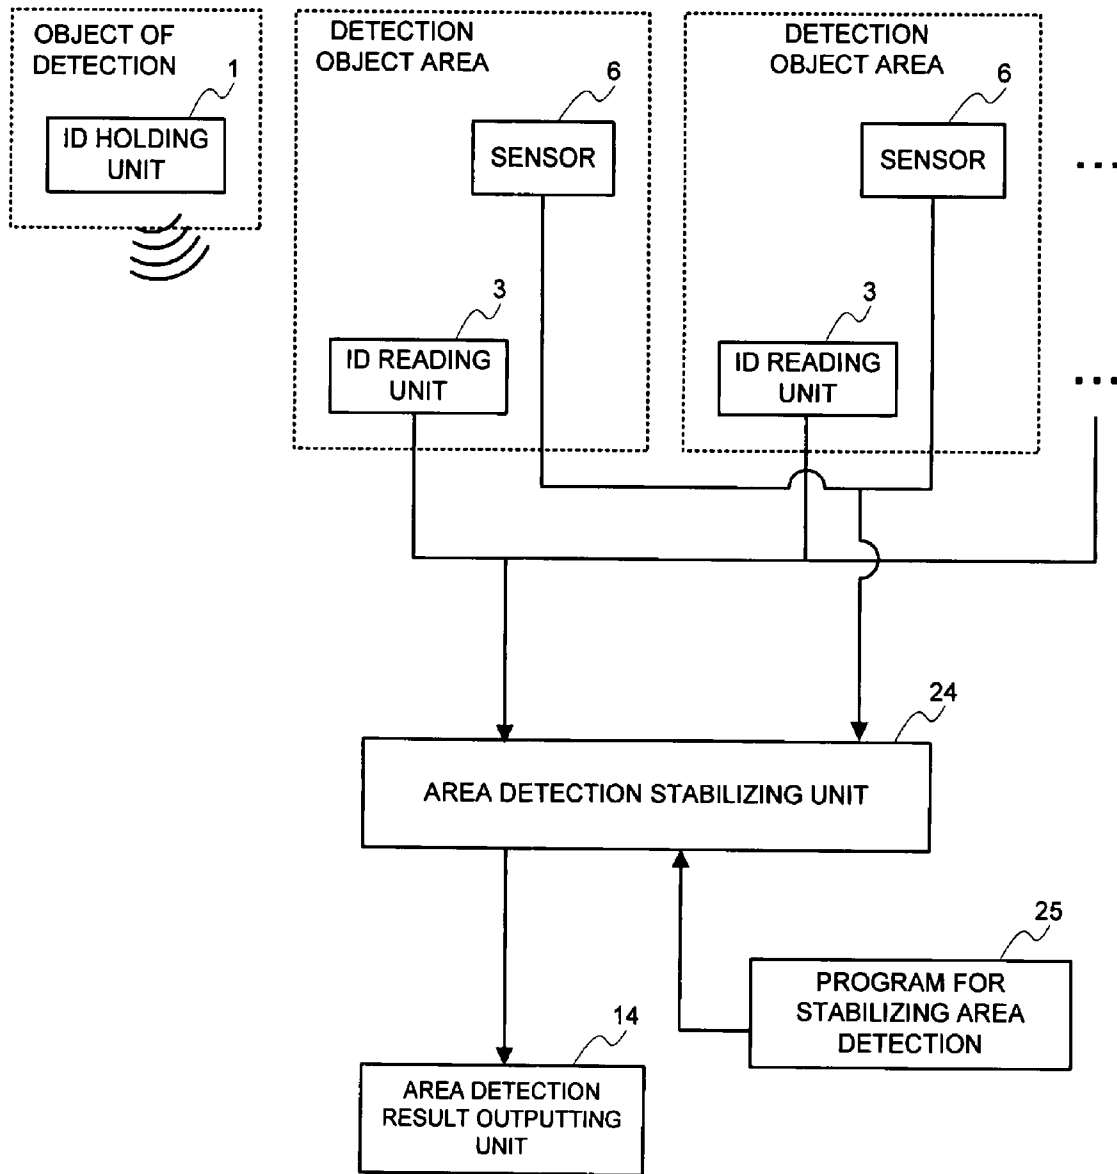 OBJECT OF
DETECTION
1
ID HOLDING
UNIT
DETECTION
OBJECT AREA
6
SENSOR
3
ID READING
UNIT
DETECTION
OBJECT AREA
6
SENSOR
3
ID READING
UNIT
...
...
24
AREA DETECTION STABILIZING UNIT
25
PROGRAM FOR
STABILIZING AREA
DETECTION
14
AREA DETECTION
RESULT OUTPUTTING
UNIT